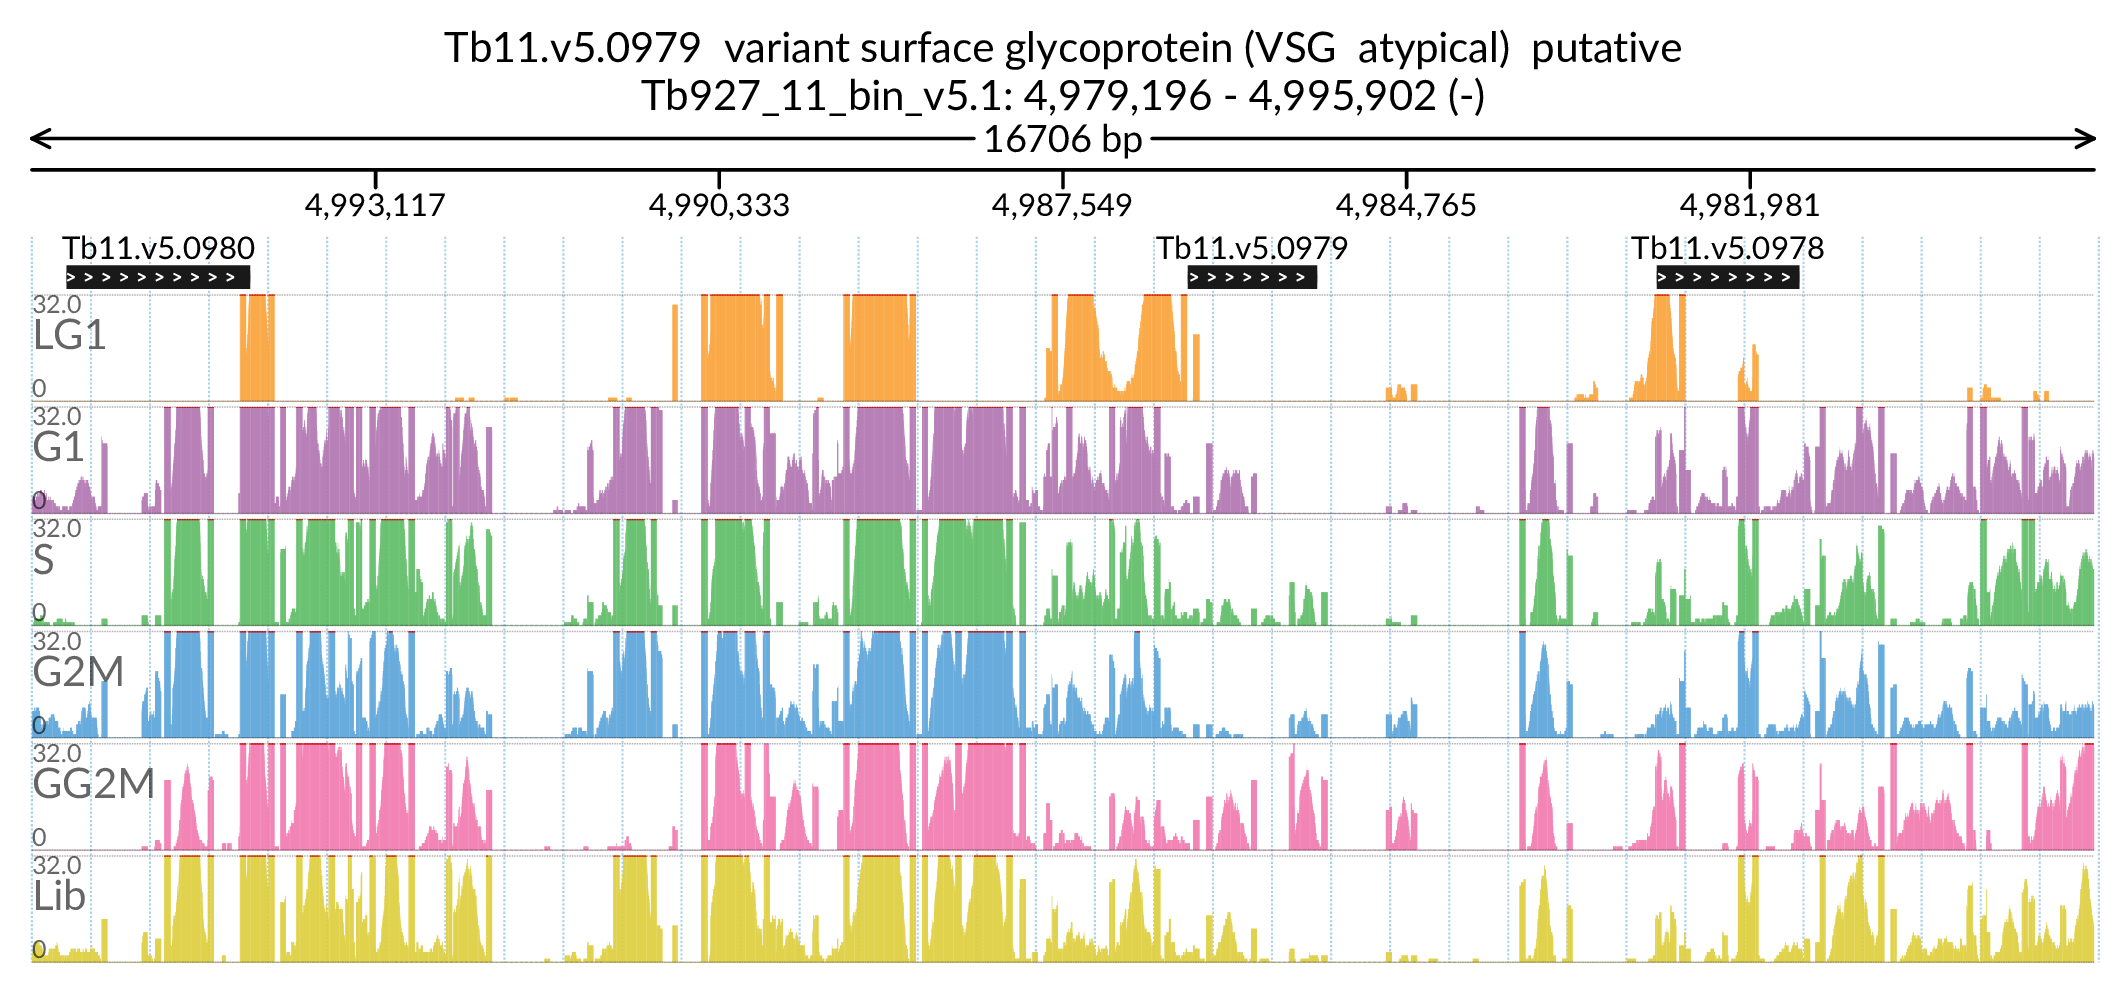 Tb11.v5.0979  variant surface glycoprotein (VSG  atypical)  putative
Tb927_11_bin_v5.1: 4,979,196 - 4,995,902 (-)
16706 bp
4,993,117 4,990,333 4,987,549 4,984,765 4,981,981
Tb11.v5.0980 Tb11.v5.0979 Tb11.v5.0978
32.0
LG1
0
32.0
G1
0
32.0
S
0
32.0
G2M
0
32.0
GG2M
0
32.0
Lib
0